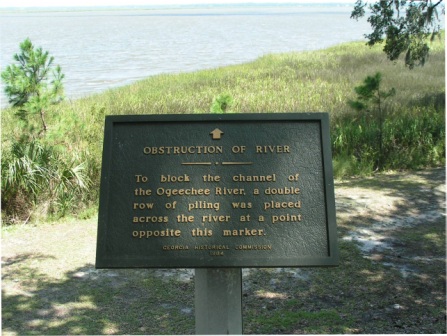 OBSTRUCTION OF RIVER
To block the channel of
the Ogeechee River, a double
row of piling was placed
across the river at a point
opposite this marker.
GEORGIA HISTORICAL COMMISSION